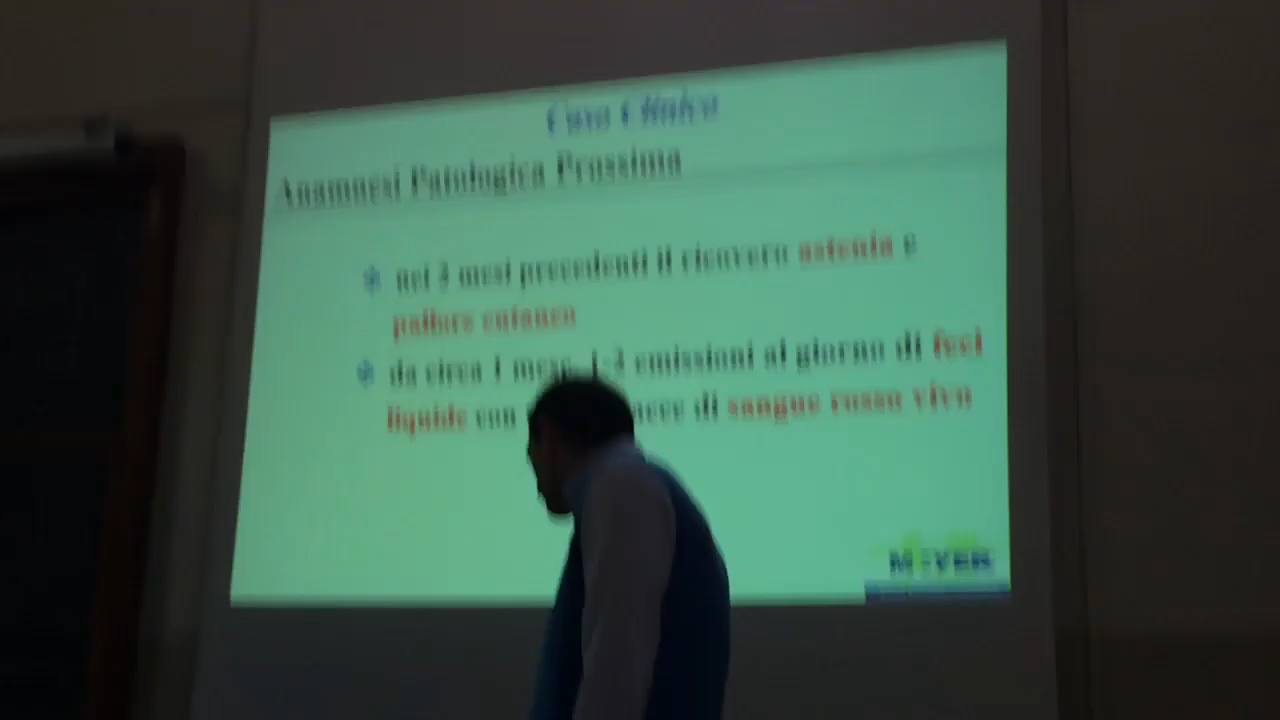 Caso Clinico
Anamnesi Patologica Prossima
nei 3 mesi precedenti il ricovero astenia e
pallore cutaneo
da circa 1 mese, 1-3 emissioni al giorno di feci
liquide con di sangue rosso vivo
MEYER